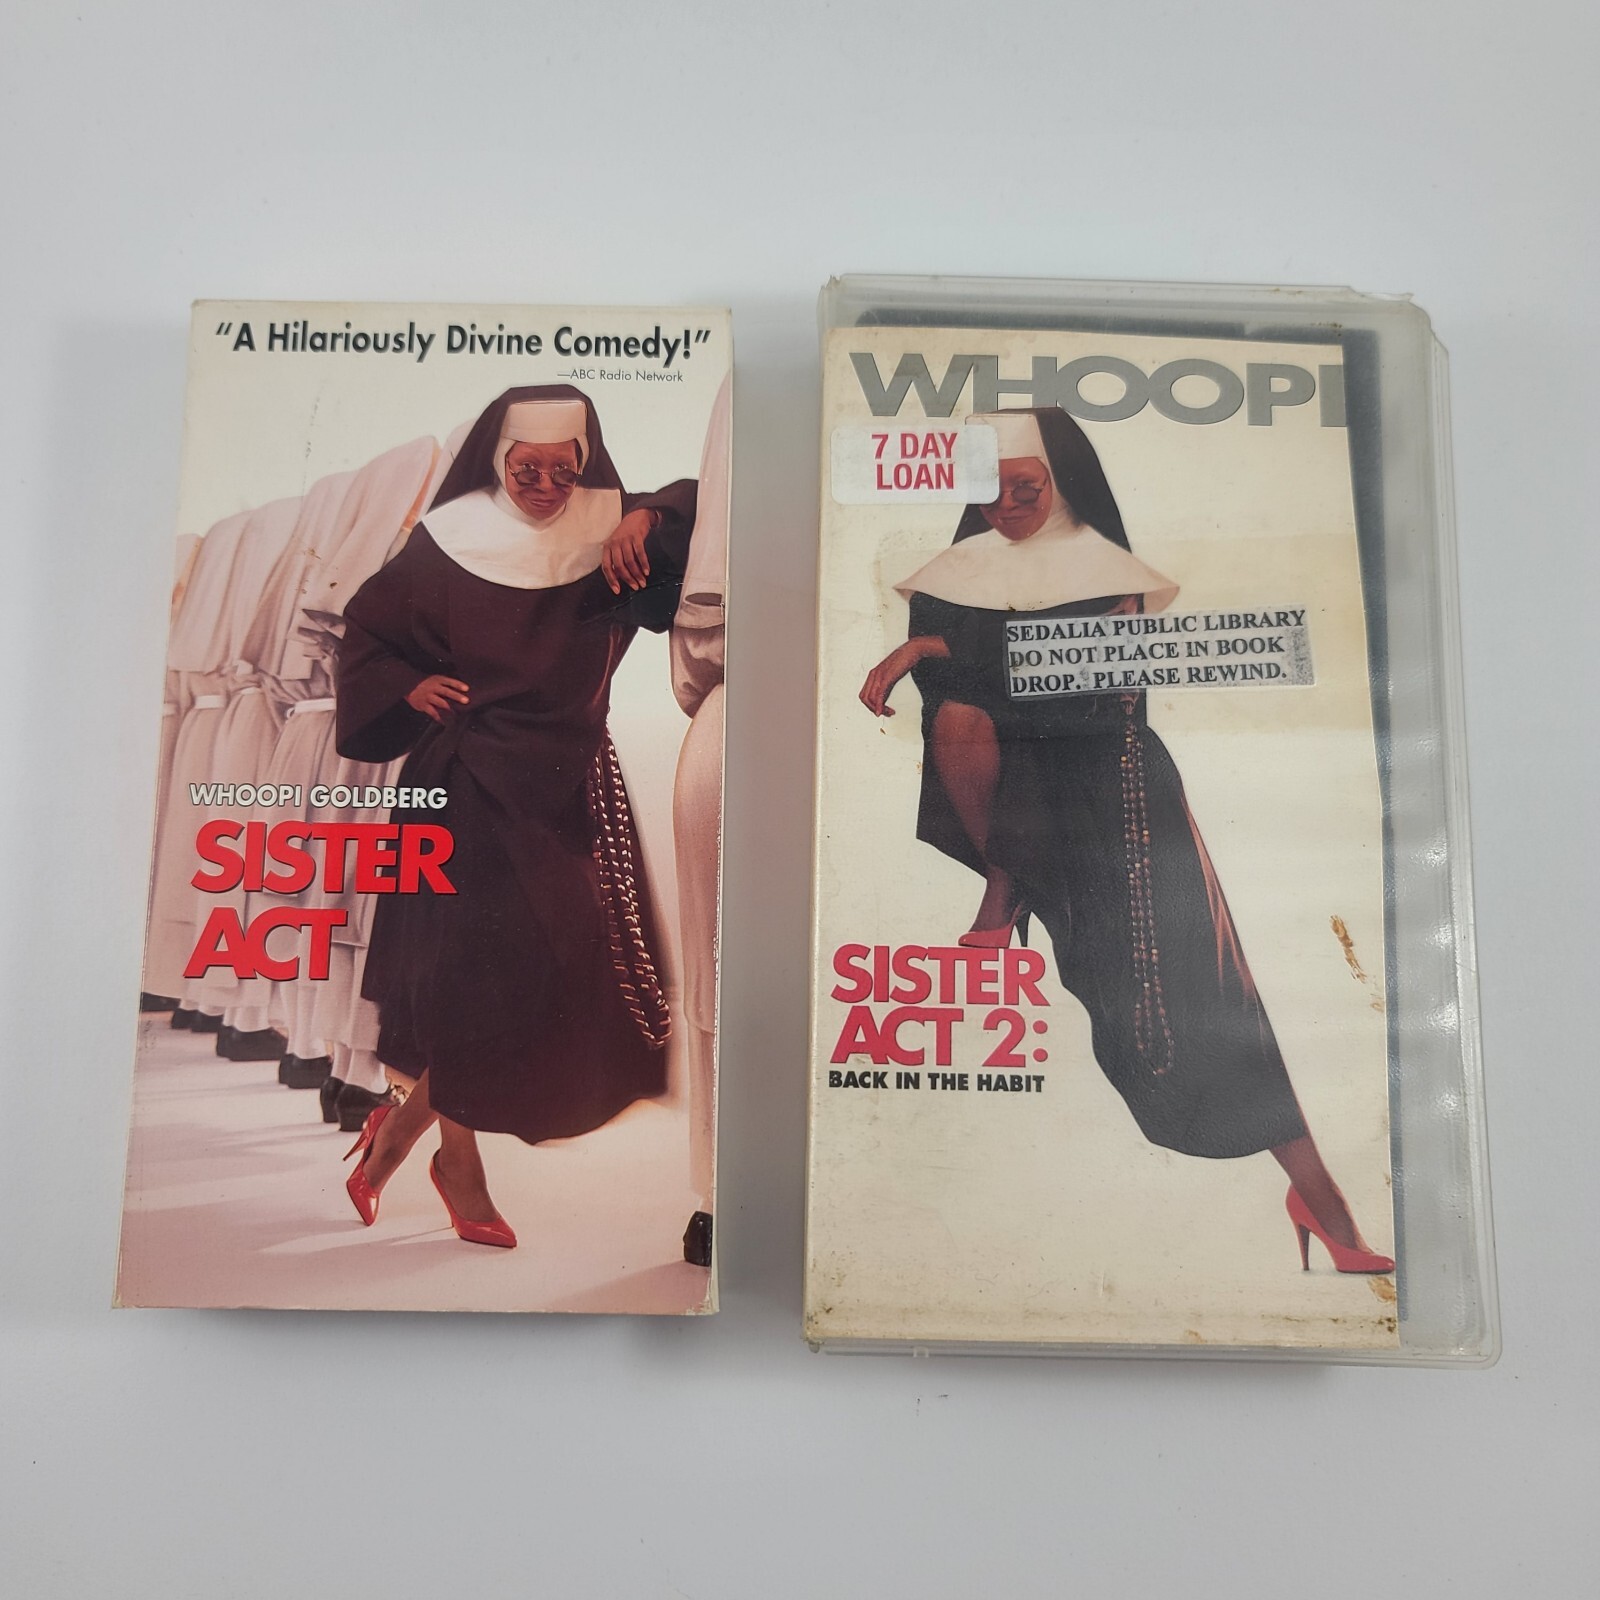 “A Hilariously Divine Comedy!”
—ABC Radio Network
WHOOPI GOLDBERG
SISTER
ACT
WHOOPI
7 DAY
LOAN
SEDALIA PUBLIC LIBRARY
DO NOT PLACE IN BOOK
DROP. PLEASE REWIND.
SISTER
ACT 2:
BACK IN THE HABIT